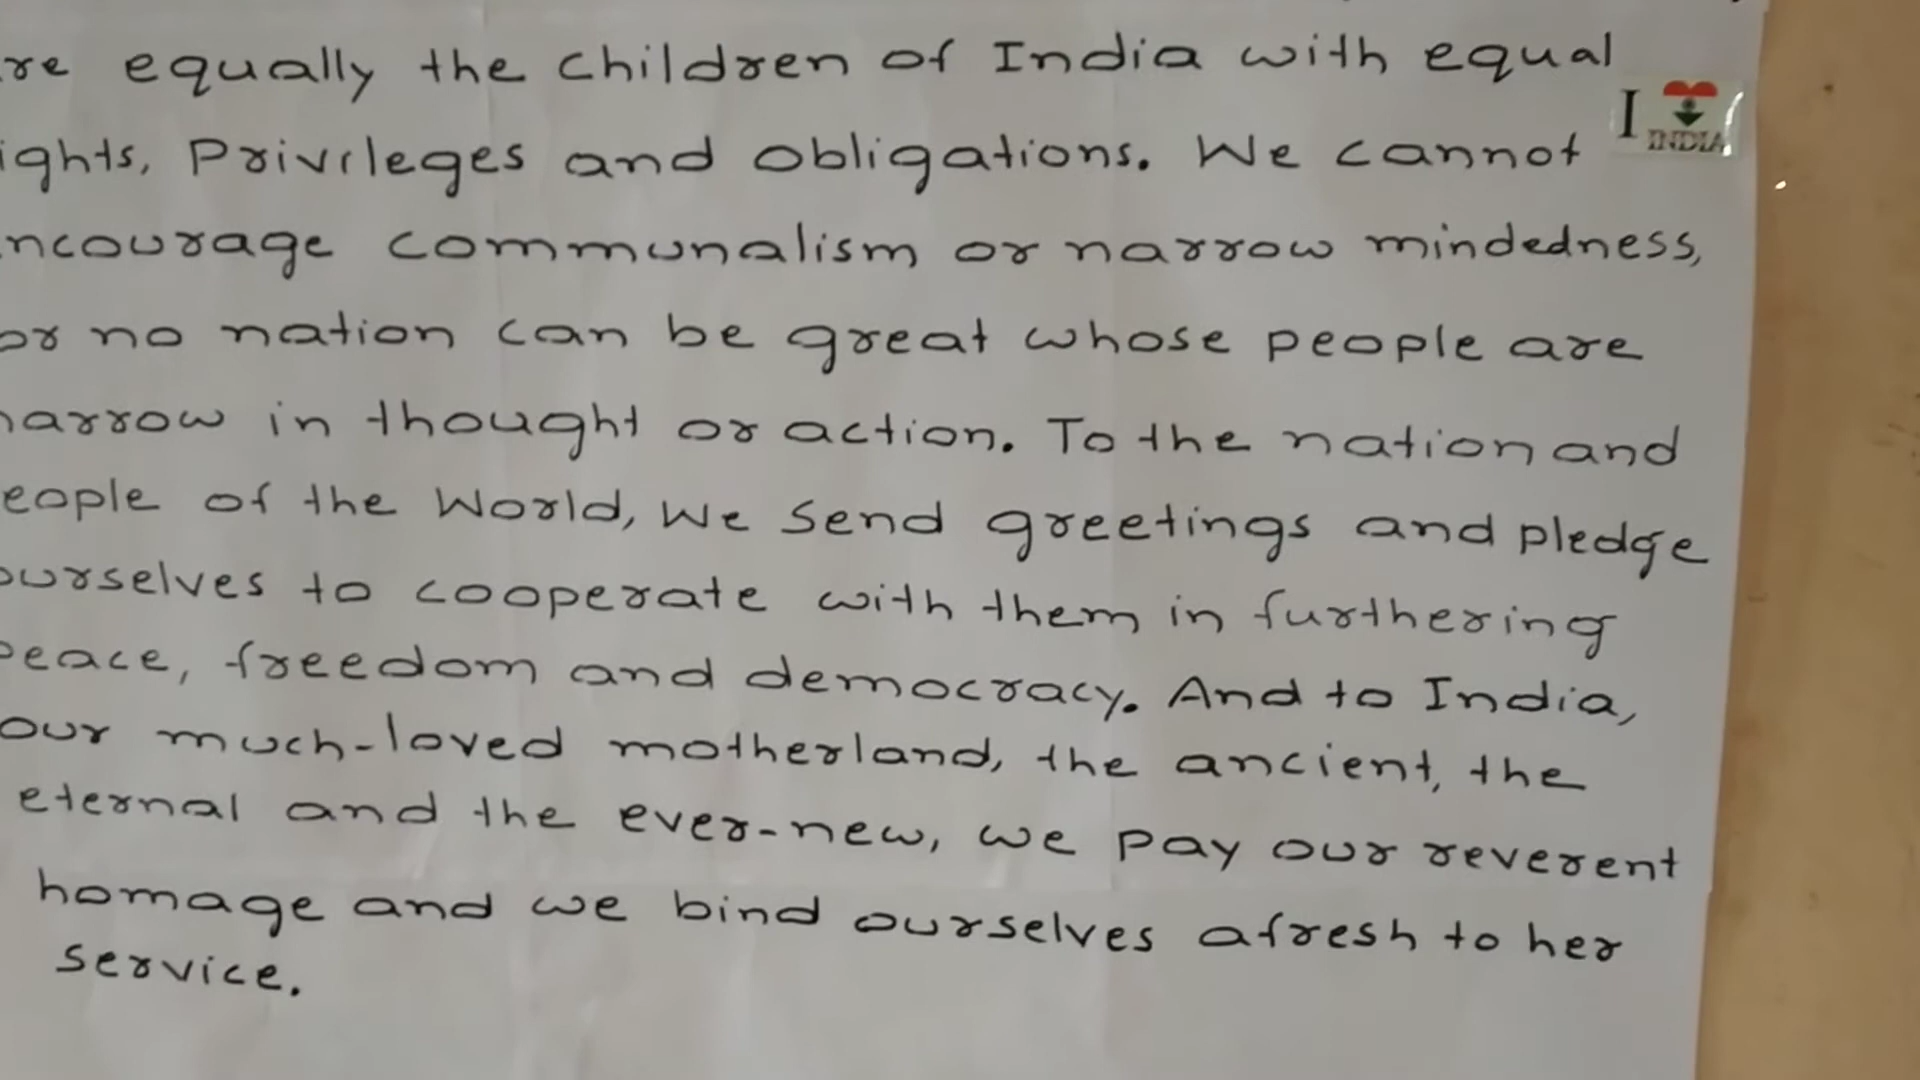 re equally the children of India with equal
I
INDIA
ights, Privileges and obligations. We cannot
ncourage communalism or narrow mindedness,
or no nation can be great whose people are
narrow in thought or action. To the nation and
eople of the World, We Send greetings and pledge
ourselves to cooperate with them in furthering
peace, freedom and democracy. And to India,
our much-loved motherland, the ancient, the
eternal and the ever-new, we pay our reverent
homage and we bind ourselves afresh to her
service.